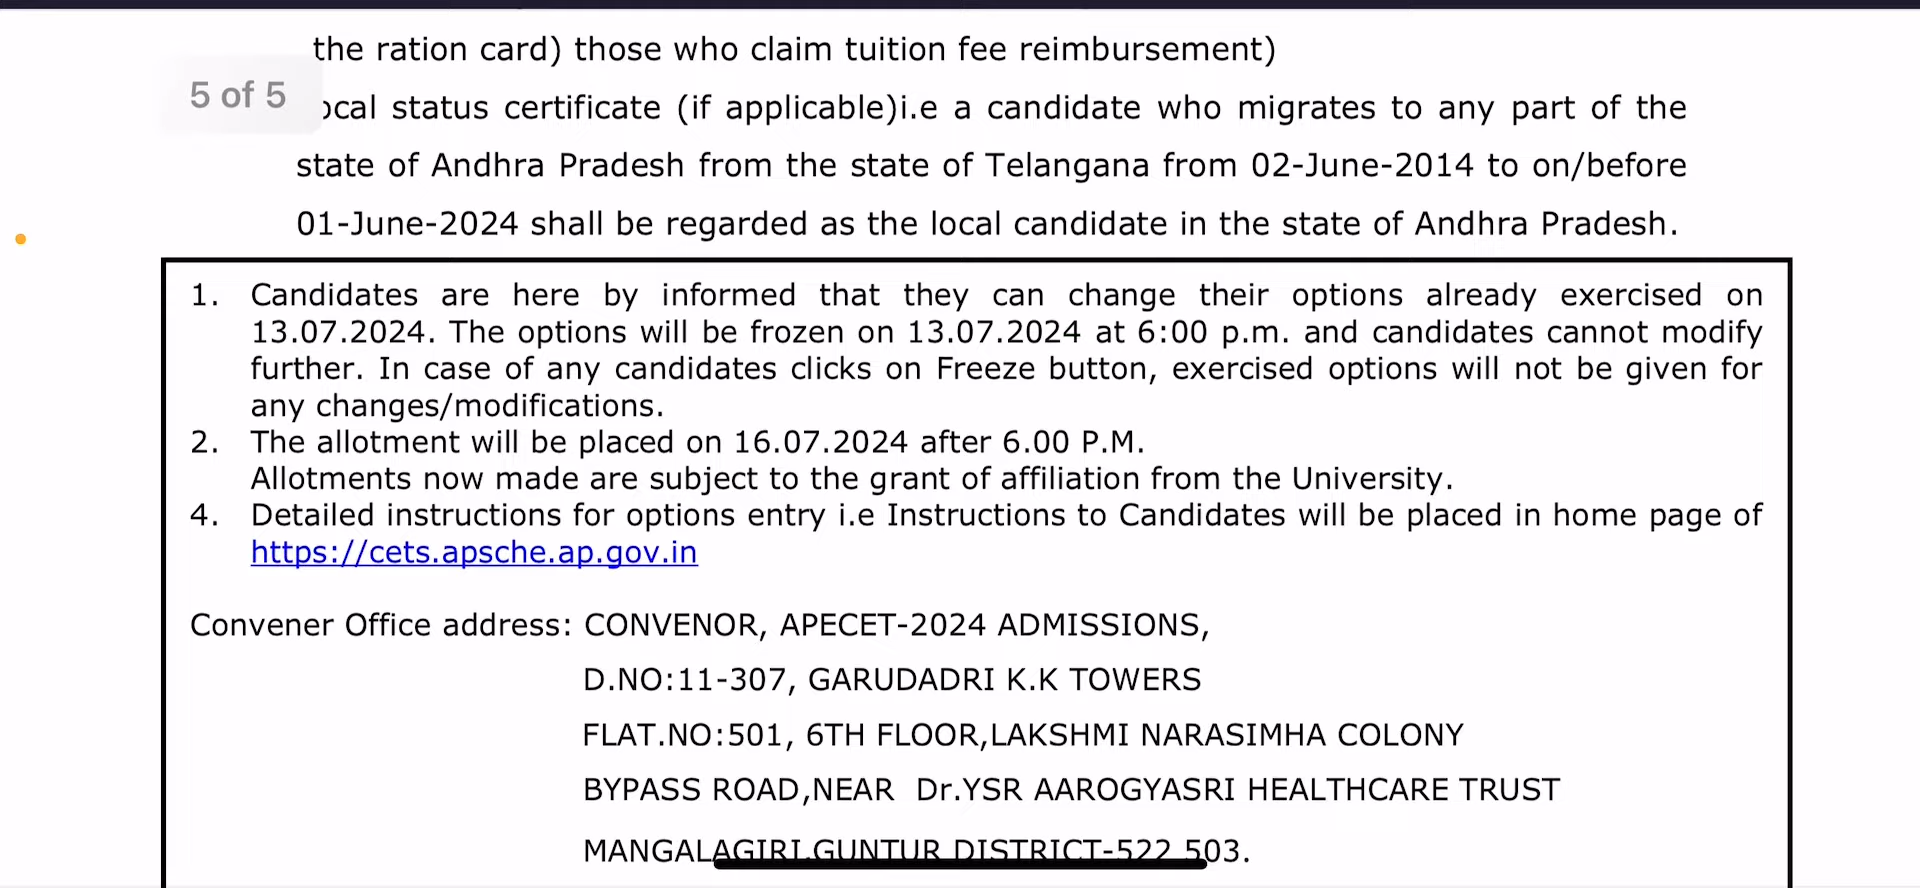 the ration card) those who claim tuition fee reimbursement)
5 of 5
ocal status certificate (if applicable)i.e a candidate who migrates to any part of the
state of Andhra Pradesh from the state of Telangana from 02-June-2014 to on/before
01-June-2024 shall be regarded as the local candidate in the state of Andhra Pradesh.
1. Candidates are here by informed that they can change their options already exercised on
13.07.2024. The options will be frozen on 13.07.2024 at 6:00 p.m. and candidates cannot modify
further. In case of any candidates clicks on Freeze button, exercised options will not be given for
any changes/modifications.
2. The allotment will be placed on 16.07.2024 after 6.00 P.M.
Allotments now made are subject to the grant of affiliation from the University.
4. Detailed instructions for options entry i.e Instructions to Candidates will be placed in home page of
https://cets.apsche.ap.gov.in
Convener Office address: CONVENOR, APECET-2024 ADMISSIONS,
D.NO:11-307, GARUDADRI K.K TOWERS
FLAT.NO:501, 6TH FLOOR,LAKSHMI NARASIMHA COLONY
BYPASS ROAD,NEAR Dr.YSR AAROGYASRI HEALTHCARE TRUST
MANGALAGIRI,GUNTUR DISTRICT-522 503.